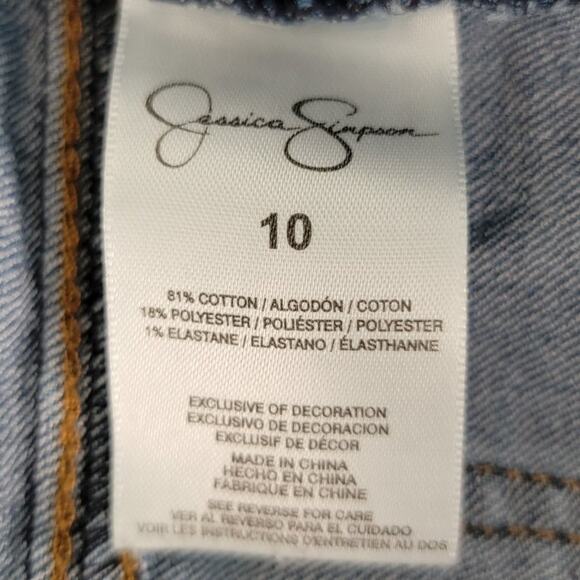 Jessica Simpson
10
81% COTTON / ALGODÓN / COTON
18% POLYESTER / POLIÉSTER / POLYESTER
1% ELASTANE / ELASTANO / ÉLASTHANNE
EXCLUSIVE OF DECORATION
EXCLUSIVO DE DECORACION
EXCLUSIF DE DÉCOR
MADE IN CHINA
HECHO EN CHINA
FABRIQUE EN CHINE
SEE REVERSE FOR CARE
VER AL REVERSO PARA EL CUIDADO
VOIR LES INSTRUCTIONS D'ENTRETIEN AU DOS